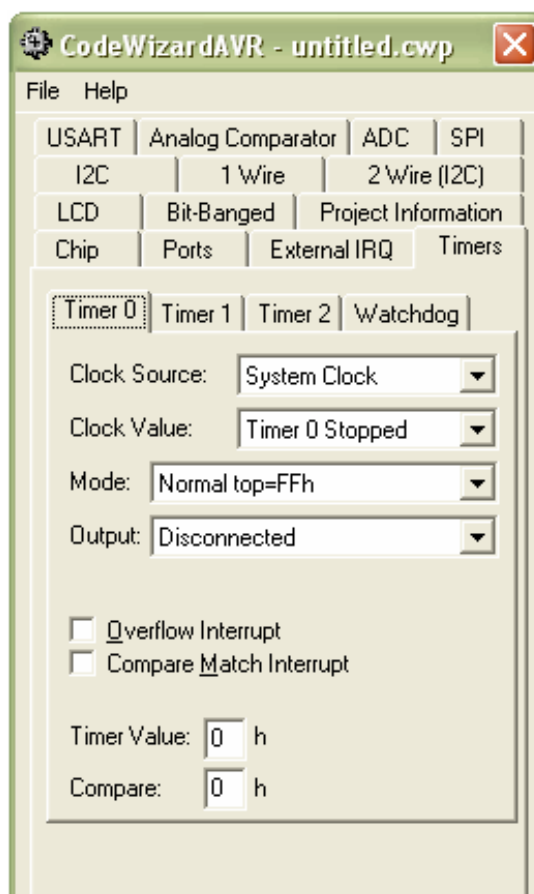 CodeWizardAVR - untitled.cwp
File Help
USART Analog Comparator ADC SPI
I2C 1 Wire 2 Wire (I2C)
LCD Bit-Banged Project Information
Chip Ports External IRQ Timers
Timer 0 Timer 1 Timer 2 Watchdog
Clock Source: System Clock
Clock Value: Timer 0 Stopped
Mode: Normal top=FFh
Output: Disconnected
Overflow Interrupt
Compare Match Interrupt
Timer Value: 0 h
Compare: 0 h